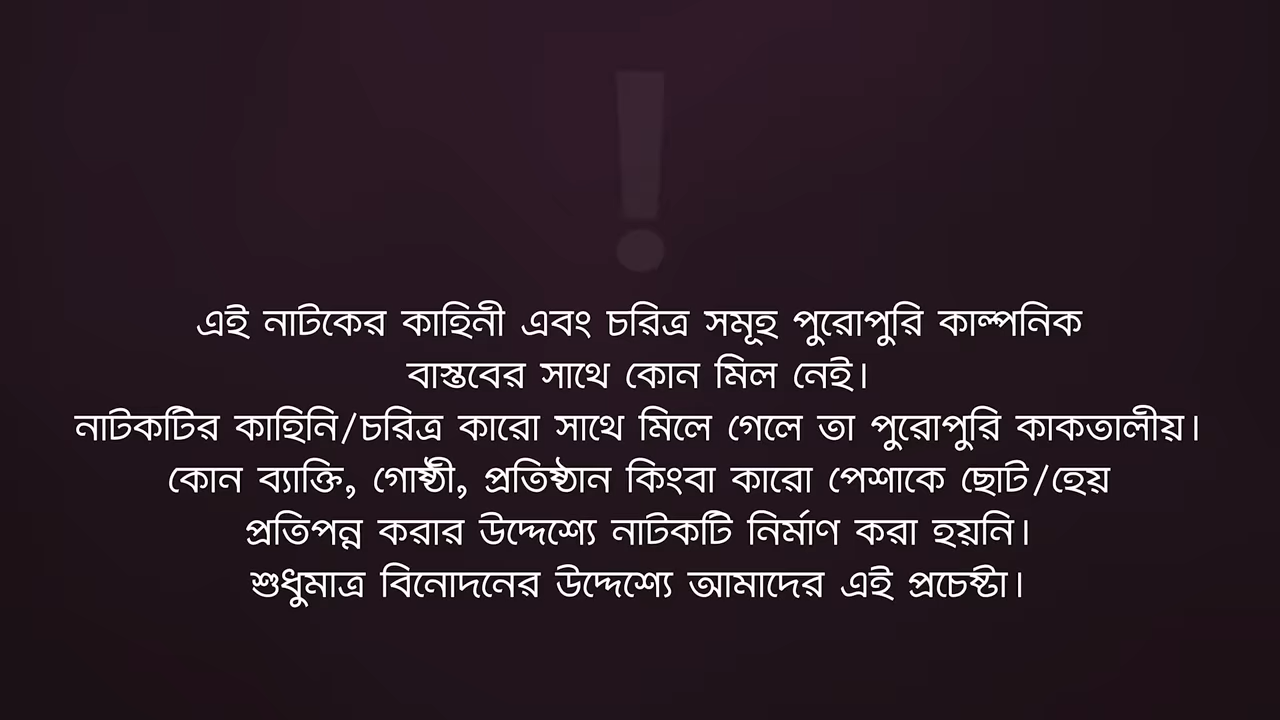 !
এই নাটকের কাহিনী এবং চরিত্র সমূহ পুরোপুরি কাল্পনিক
বাস্তবের সাথে কোন মিল নেই।
নাটকটির কাহিনি/চরিত্র কারো সাথে মিলে গেলে তা পুরোপুরি কাকতালীয়।
কোন ব্যাক্তি, গোষ্ঠী, প্রতিষ্ঠান কিংবা কারো পেশাকে ছোট/হেয়
প্রতিপন্ন করার উদ্দেশ্যে নাটকটি নির্মাণ করা হয়নি।
শুধুমাত্র বিনোদনের উদ্দেশ্যে আমাদের এই প্রচেষ্টা।